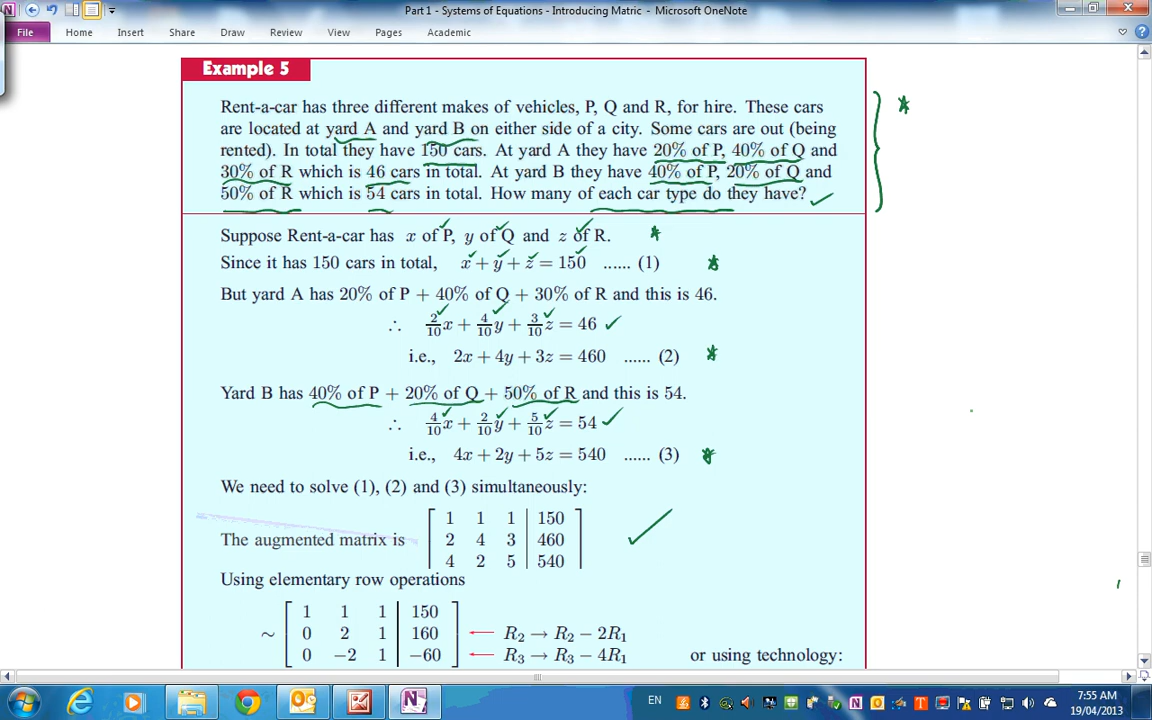 Part 1 - Systems of Equations - Introducing Matric - Microsoft OneNote
File Home Insert Share Draw Review View Pages Academic
Example 5
Rent-a-car has three different makes of vehicles, P, Q and R, for hire. These cars
are located at yard A and yard B on either side of a city. Some cars are out (being
rented). In total they have 150 cars. At yard A they have 20% of P, 40% of Q and
30% of R which is 46 cars in total. At yard B they have 40% of P, 20% of Q and
50% of R which is 54 cars in total. How many of each car type do they have?
Suppose Rent-a-car has x of P, y of Q and z of R.
Since it has 150 cars in total, x + y + z = 150 ...... (1)
But yard A has 20% of P + 40% of Q + 30% of R and this is 46.
∴ 2/10 x + 4/10 y + 3/10 z = 46
i.e., 2x + 4y + 3z = 460 ...... (2)
Yard B has 40% of P + 20% of Q + 50% of R and this is 54.
∴ 4/10 x + 2/10 y + 5/10 z = 54
i.e., 4x + 2y + 5z = 540 ...... (3)
We need to solve (1), (2) and (3) simultaneously:
1 1 1 150
The augmented matrix is 2 4 3 460
4 2 5 540
Using elementary row operations
1 1 1 150
~ 0 2 1 160 ← R2 → R2 − 2R1
0 −2 1 −60 ← R3 → R3 − 4R1 or using technology:
EN
7:55 AM
19/04/2013